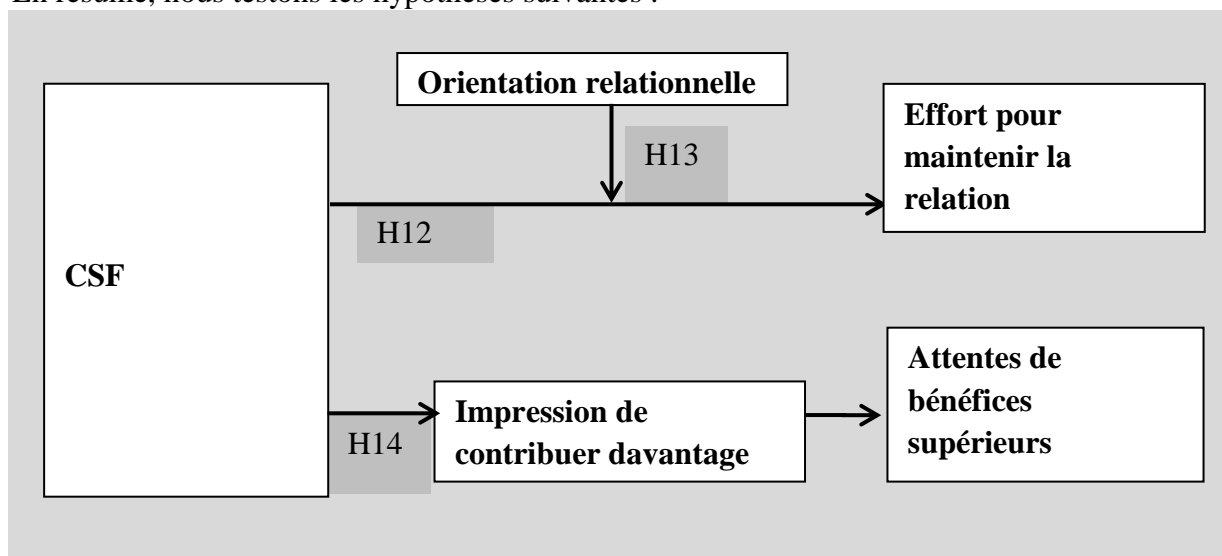 En résumé, nous testons les hypothèses suivantes :
Orientation relationnelle
Effort pour
maintenir la
relation
H13
H12
CSF
Attentes de
bénéfices
supérieurs
Impression de
contribuer davantage
H14